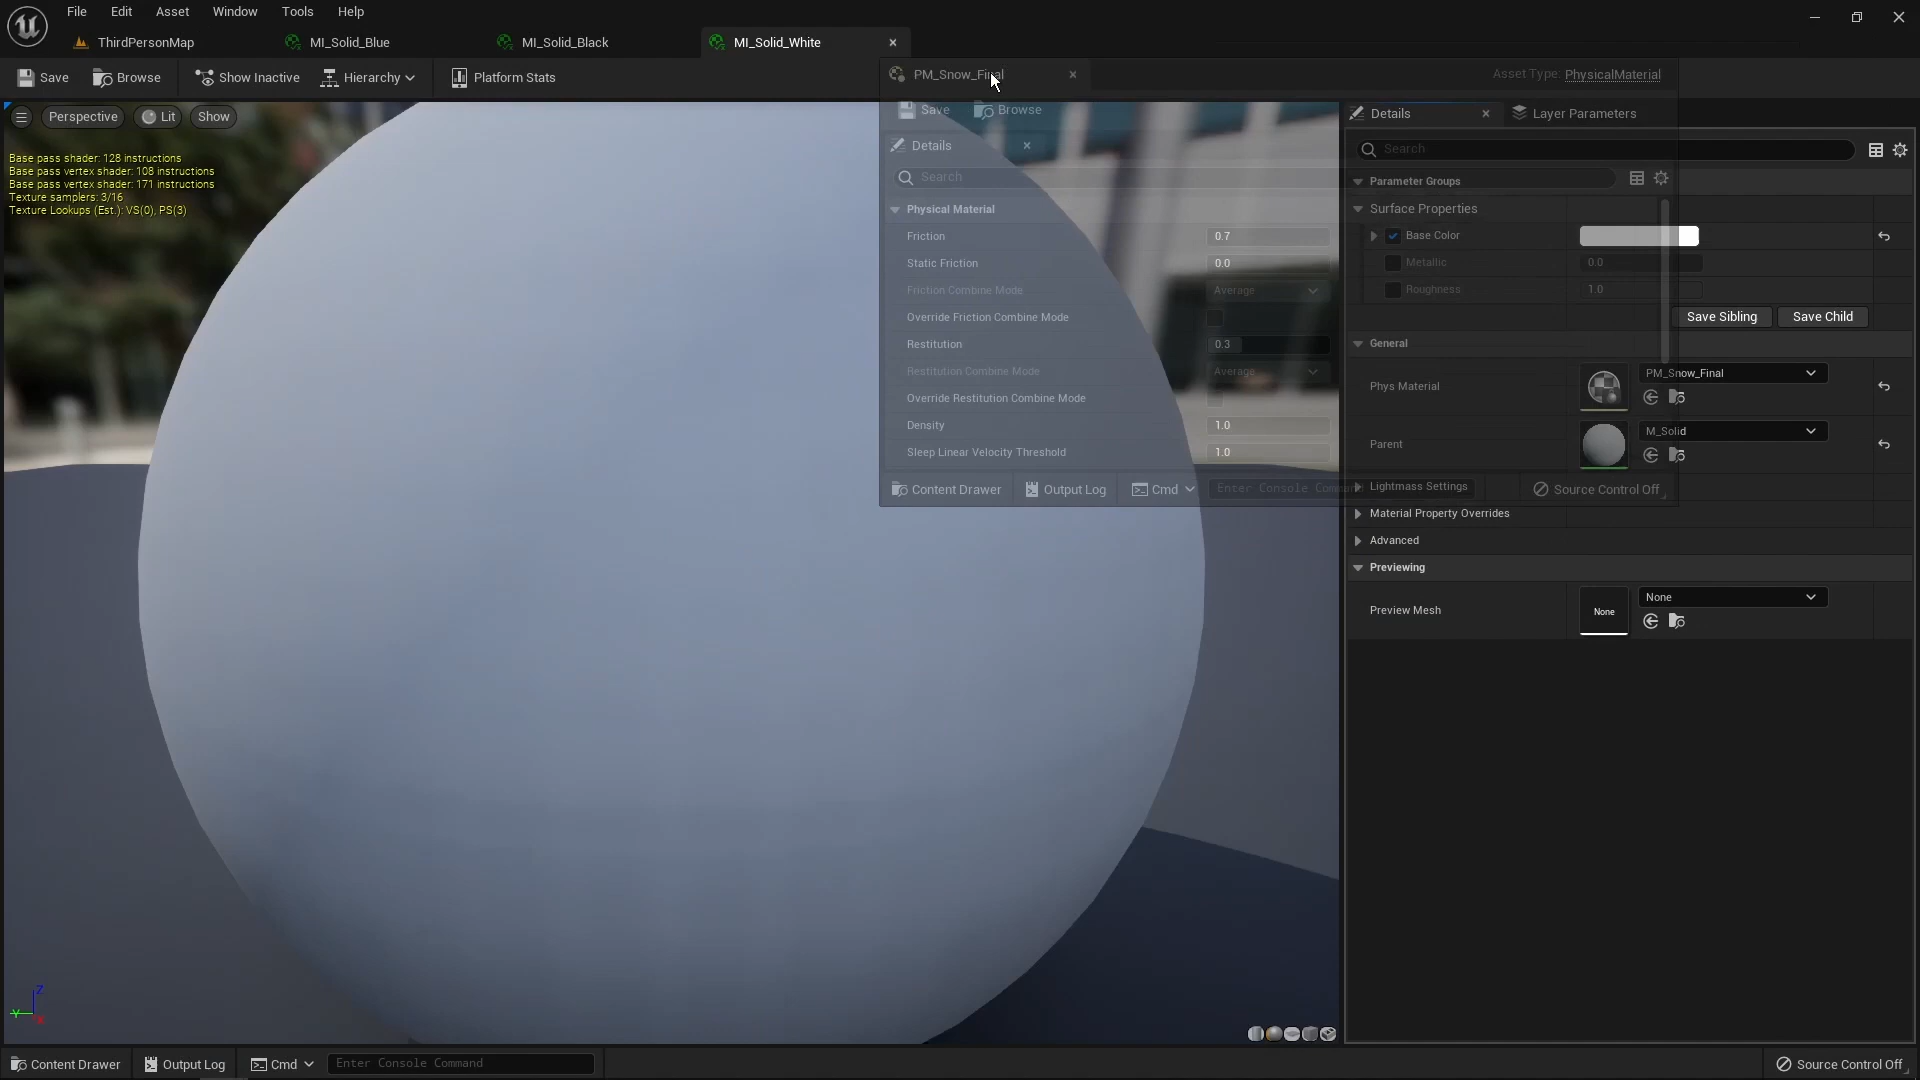 File Edit Asset Window Tools Help
ThirdPersonMap MI_Solid_Blue MI_Solid_Black MI_Solid_White
Save Browse Show Inactive Hierarchy Platform Stats
PM_Snow_Final Asset Type: PhysicalMaterial
Save Browse
Perspective Lit Show
Details Layer Parameters
Details
Search
Search
Base pass shader: 128 instructions
Base pass vertex shader: 108 instructions
Base pass vertex shader: 171 instructions
Texture samplers: 3/16
Texture Lookups (Est.): VS(0), PS(3)
Physical Material
Friction 0.7
Static Friction 0.0
Friction Combine Mode Average
Override Friction Combine Mode
Restitution 0.3
Restitution Combine Mode Average
Override Restitution Combine Mode
Density 1.0
Sleep Linear Velocity Threshold 1.0
Content Drawer Output Log Cmd Enter Console Comm Source Control Off
Parameter Groups
Surface Properties
Base Color
Metallic 0.0
Roughness 1.0
Save Sibling Save Child
General
Phys Material PM_Snow_Final
Parent M_Solid
Lightmass Settings
Material Property Overrides
Advanced
Previewing
Preview Mesh None None
Z
Y
X
Content Drawer Output Log Cmd Enter Console Command Source Control Off